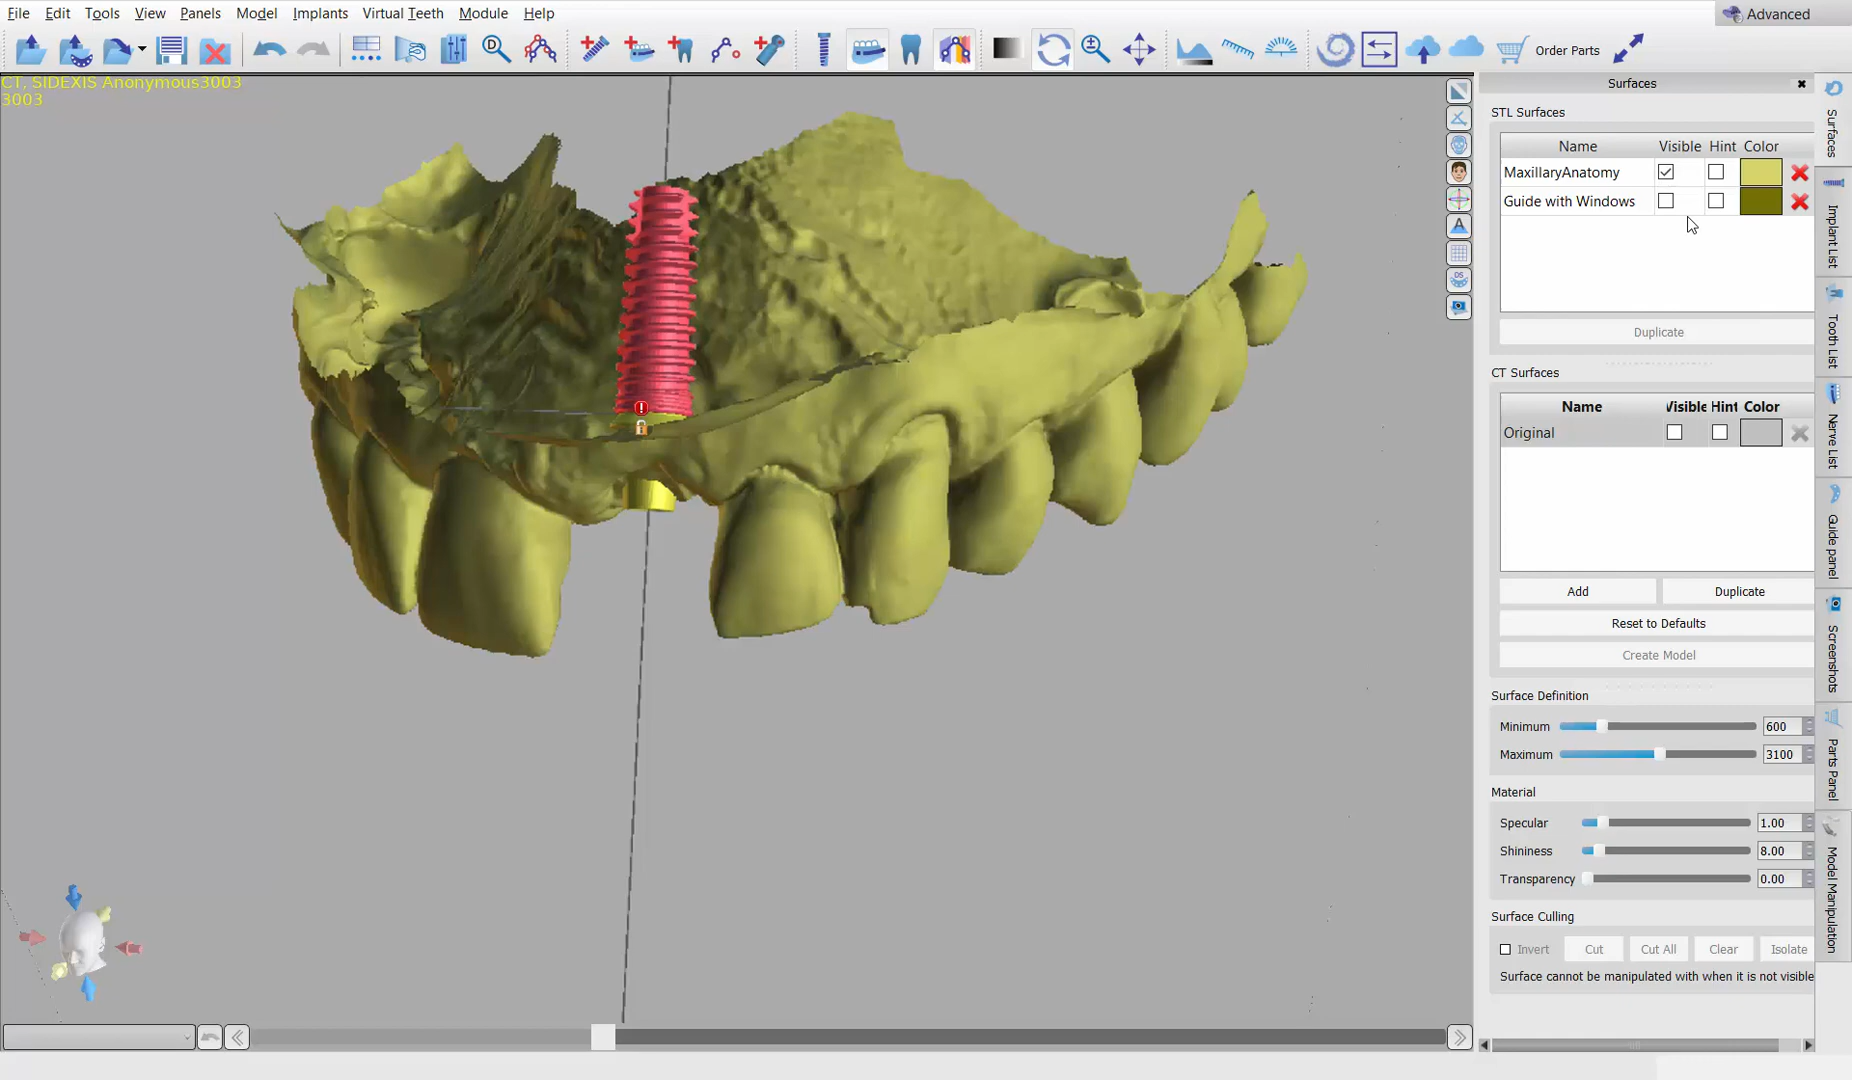 File Edit Tools View Panels Model Implants Virtual Teeth Module Help
Advanced
Order Parts
CT, SIDEXIS Anonymous3003
3003
Surfaces
STL Surfaces
Name Visible Hint Color
MaxillaryAnatomy
Guide with Windows
Duplicate
CT Surfaces
Name Visible Hint Color
Original
Add Duplicate
Reset to Defaults
Create Model
Surface Definition
Minimum 600
Maximum 3100
Material
Specular 1.00
Shininess 8.00
Transparency 0.00
Surface Culling
Invert Cut Cut All Clear Isolate
Surface cannot be manipulated with when it is not visible
Surfaces
Implant List
Tooth List
Nerve List
Guide panel
Screenshots
Parts Panel
Model Manipulation